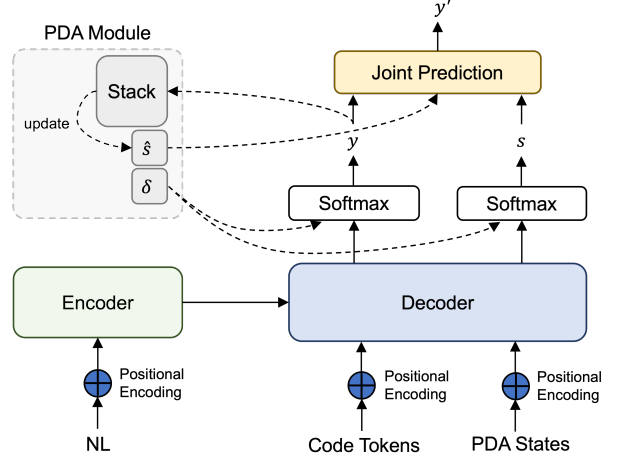 y′
PDA Module
Joint Prediction
Stack
update
ŝ
y
s
δ
Softmax
Softmax
Encoder
Decoder
Positional
Encoding
Positional
Encoding
Positional
Encoding
NL
Code Tokens
PDA States